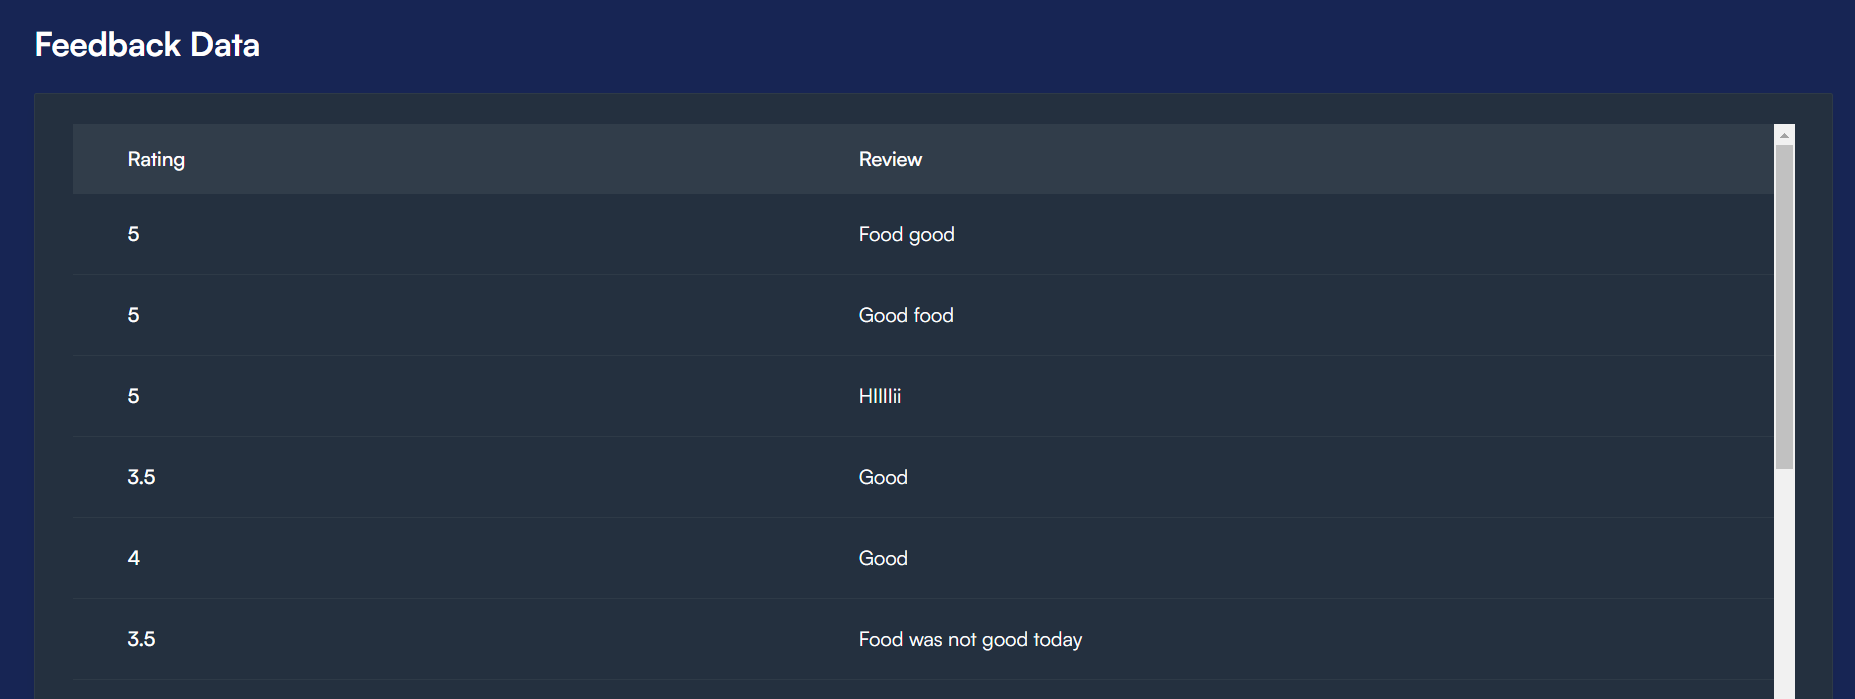 Feedback Data
Rating Review
5 Food good
5 Good food
5 HIIIIii
3.5 Good
4 Good
3.5 Food was not good today